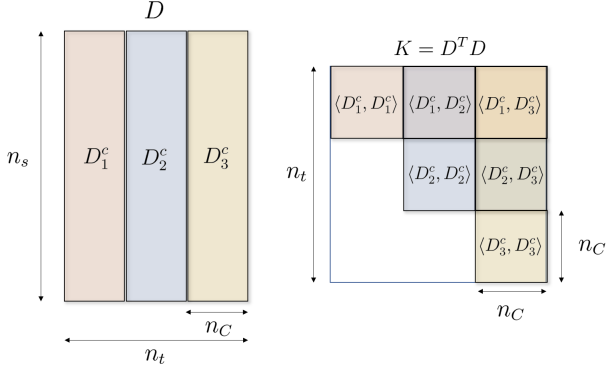 D
n_s
D_1^c
D_2^c
D_3^c
n_C
n_t
K = D^T D
n_t
⟨D_1^c, D_1^c⟩
⟨D_1^c, D_2^c⟩
⟨D_1^c, D_3^c⟩
⟨D_2^c, D_2^c⟩
⟨D_2^c, D_3^c⟩
⟨D_3^c, D_3^c⟩
n_C
n_C